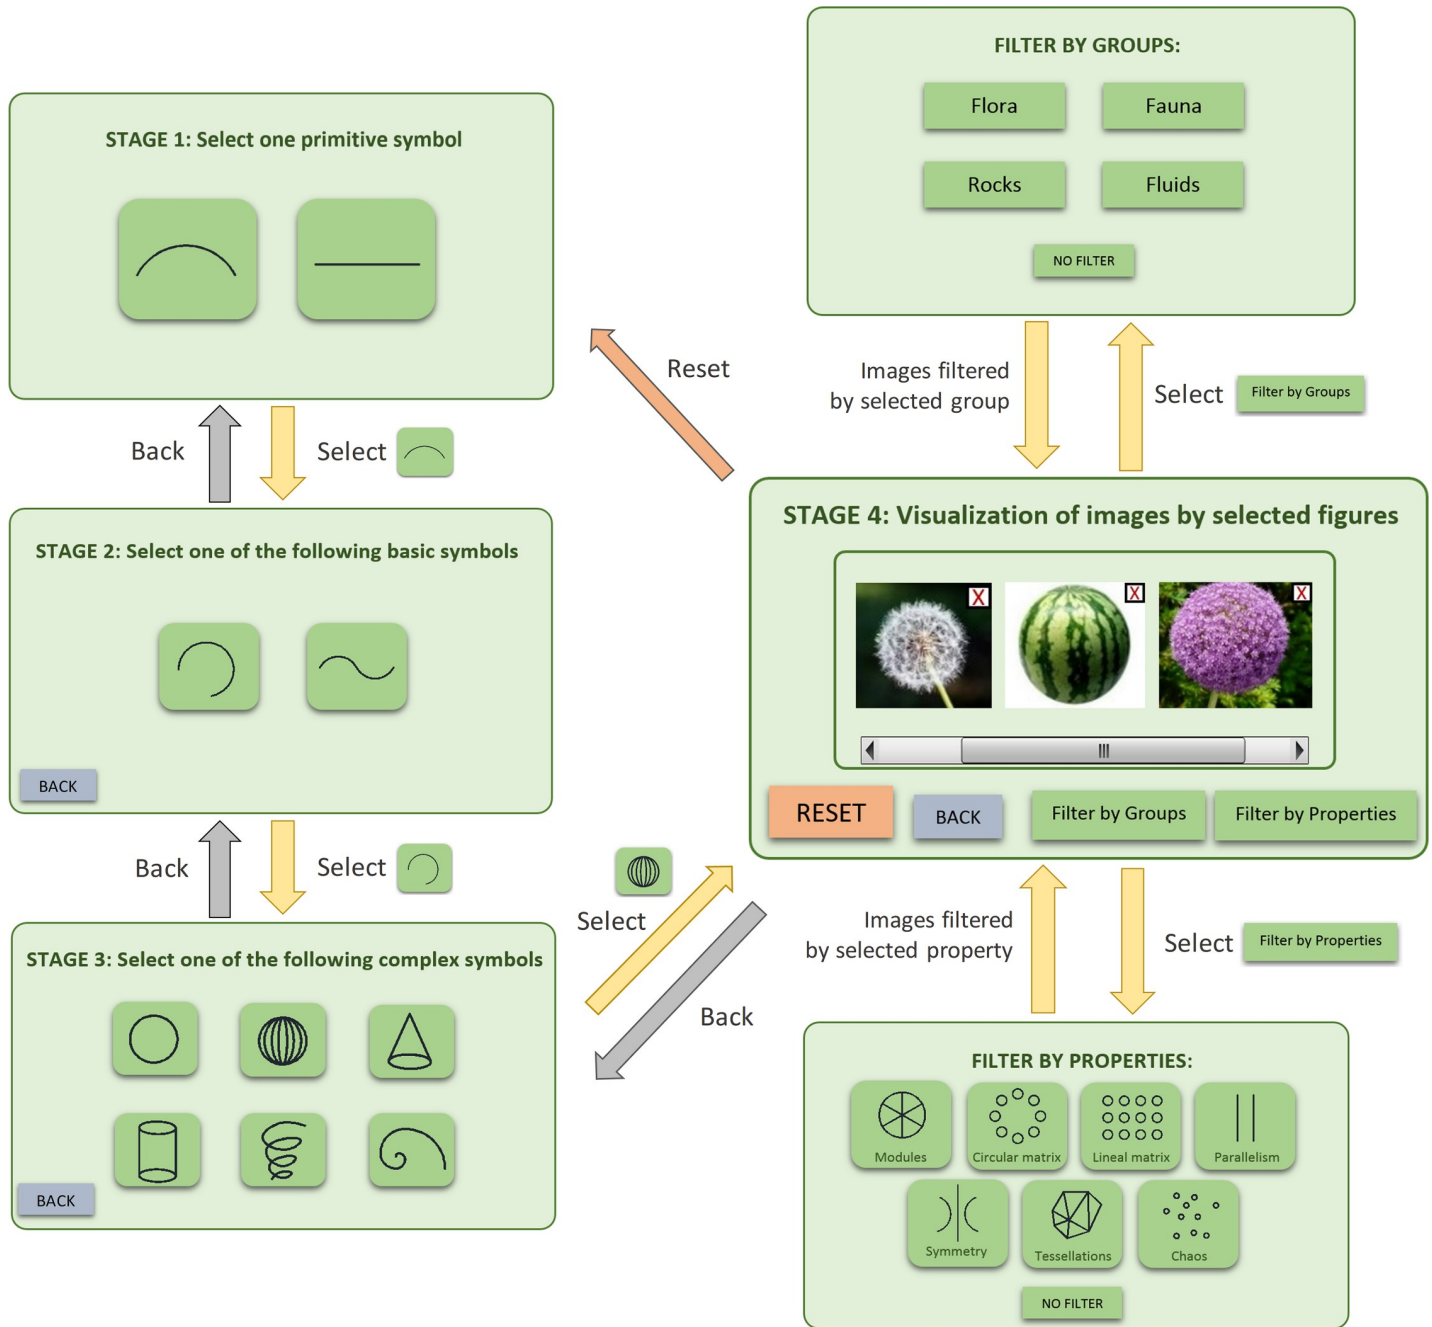 STAGE 1: Select one primitive symbol
Back
Select
STAGE 2: Select one of the following basic symbols
BACK
Back
Select
STAGE 3: Select one of the following complex symbols
BACK
Select
Back
Reset
FILTER BY GROUPS:
Flora
Fauna
Rocks
Fluids
NO FILTER
Images filtered
by selected group
Select
Filter by Groups
STAGE 4: Visualization of images by selected figures
X
X
X
RESET
BACK
Filter by Groups
Filter by Properties
Images filtered
by selected property
Select
Filter by Properties
FILTER BY PROPERTIES:
Modules
Circular matrix
Lineal matrix
Parallelism
Symmetry
Tessellations
Chaos
NO FILTER